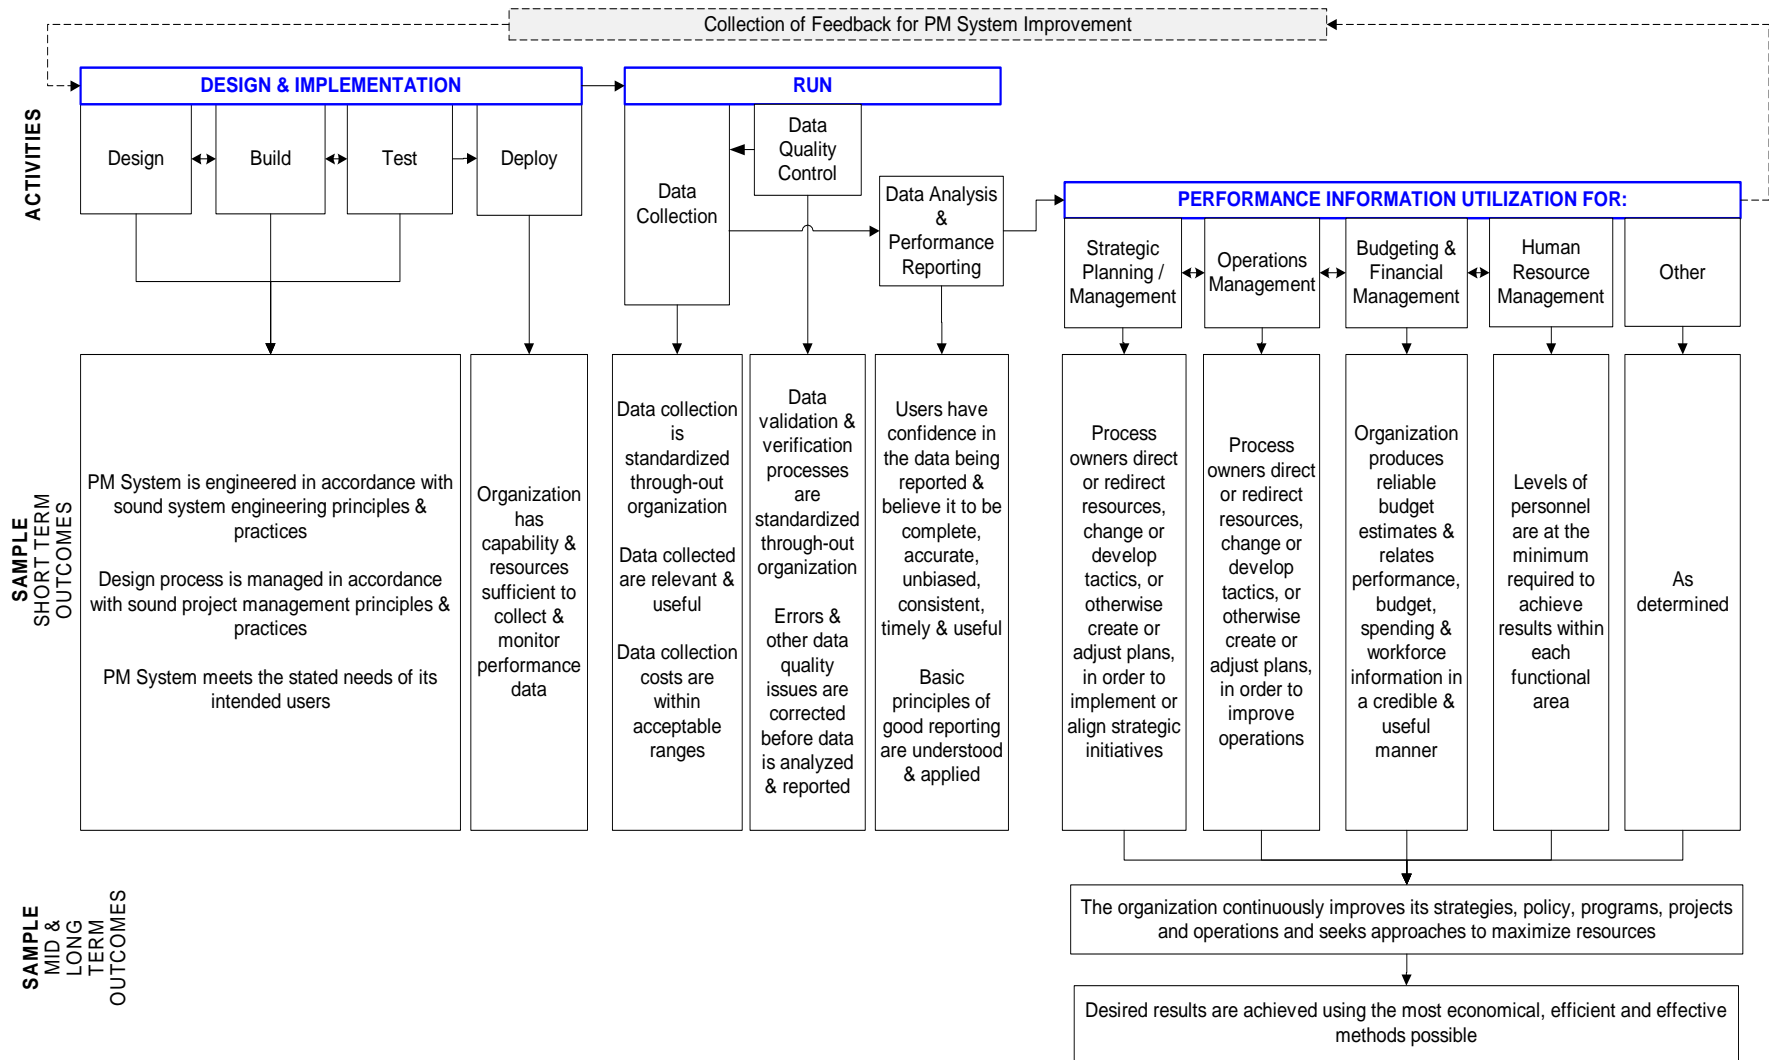 Collection of Feedback for PM System Improvement
DESIGN & IMPLEMENTATION
RUN
ACTIVITIES
Design
Build
Test
Deploy
Data
Collection
Data
Quality
Control
Data Analysis
&
Performance
Reporting
PERFORMANCE INFORMATION UTILIZATION FOR:
Strategic
Planning /
Management
Operations
Management
Budgeting &
Financial
Management
Human
Resource
Management
Other
SAMPLE
SHORT TERM
OUTCOMES
PM System is engineered in accordance with
sound system engineering principles &
practices
Design process is managed in accordance
with sound project management principles &
practices
PM System meets the stated needs of its
intended users
Organization
has
capability &
resources
sufficient to
collect &
monitor
performance
data
Data collection
is
standardized
through-out
organization
Data collected
are relevant &
useful
Data collection
costs are
within
acceptable
ranges
Data
validation &
verification
processes
are
standardized
through-out
organization
Errors &
other data
quality
issues are
corrected
before data
is analyzed
& reported
Users have
confidence in
the data being
reported &
believe it to be
complete,
accurate,
unbiased,
consistent,
timely & useful
Basic
principles of
good reporting
are understood
& applied
Process
owners direct
or redirect
resources,
change or
develop
tactics, or
otherwise
create or
adjust plans,
in order to
implement or
align strategic
initiatives
Process
owners direct
or redirect
resources,
change or
develop
tactics, or
otherwise
create or
adjust plans,
in order to
improve
operations
Organization
produces
reliable
budget
estimates &
relates
performance,
budget,
spending &
workforce
information in
a credible &
useful
manner
Levels of
personnel
are at the
minimum
required to
achieve
results within
each
functional
area
As
determined
SAMPLE
MID &
LONG
TERM
OUTCOMES
The organization continuously improves its strategies, policy, programs, projects
and operations and seeks approaches to maximize resources
Desired results are achieved using the most economical, efficient and effective
methods possible